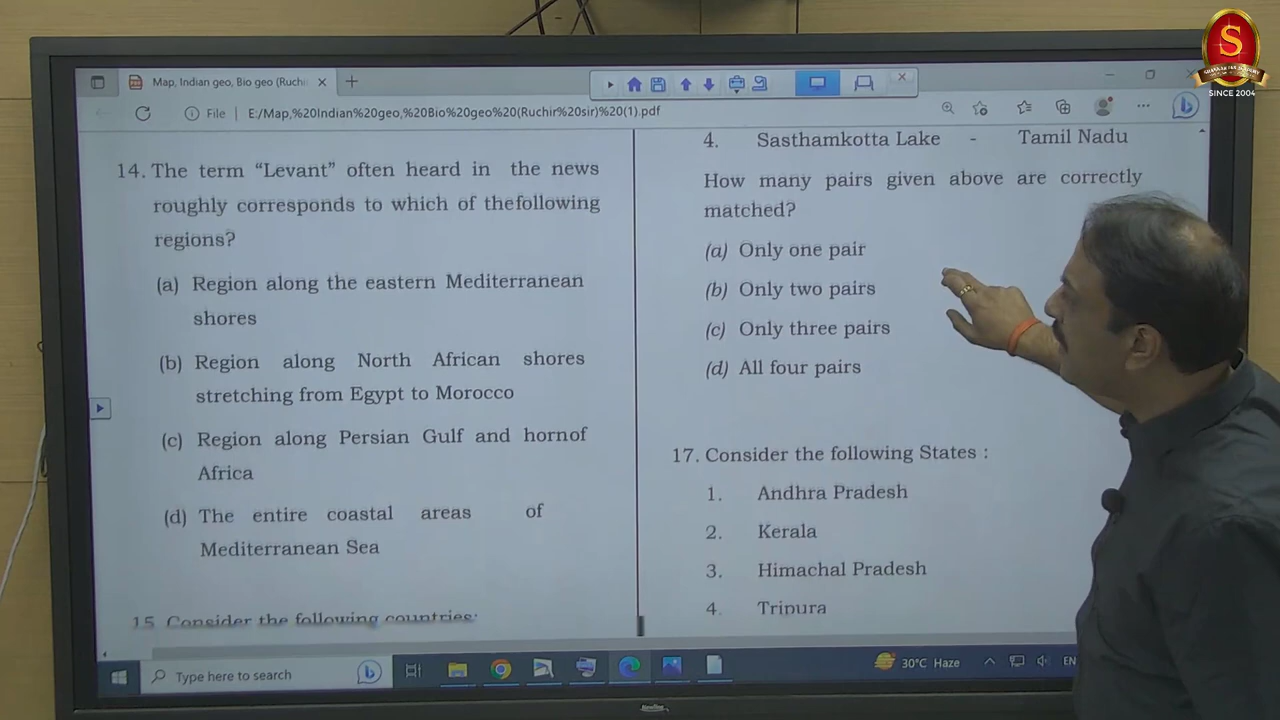 S
SINCE 2004
Map, Indian geo, Bio geo (Ruchi
File
E:/Map,%20Indian%20geo,%20Bio%20geo%20(Ruchir%20sir)%20(1).pdf
14. The term “Levant” often heard in the news
roughly corresponds to which of thefollowing
regions?
(a) Region along the eastern Mediterranean
shores
(b) Region along North African shores
stretching from Egypt to Morocco
(c) Region along Persian Gulf and hornof
Africa
(d) The entire coastal areas of
Mediterranean Sea
15 Consider the following countries:
4. Sasthamkotta Lake - Tamil Nadu
How many pairs given above are correctly
matched?
(a) Only one pair
(b) Only two pairs
(c) Only three pairs
(d) All four pairs
17. Consider the following States :
1. Andhra Pradesh
2. Kerala
3. Himachal Pradesh
4. Tripura
Type here to search
30°C Haze
EN